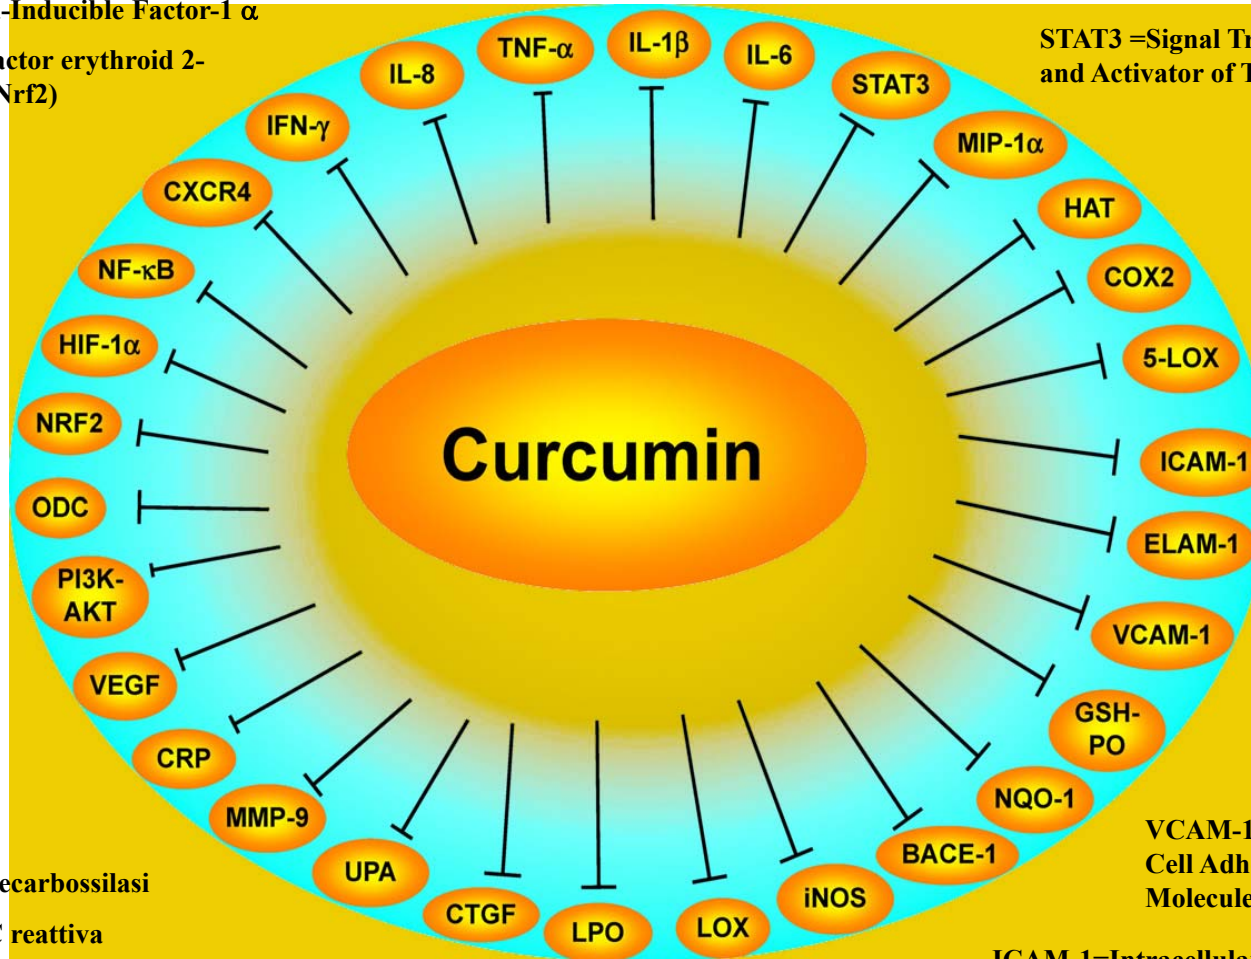 -Inducible Factor-1 α
actor erythroid 2-
Nrf2)
STAT3 =Signal Tr
and Activator of T
TNF-α
IL-1β
IL-6
IL-8
STAT3
IFN-γ
MIP-1α
CXCR4
HAT
NF-κB
COX2
HIF-1α
5-LOX
NRF2
Curcumin
ICAM-1
ODC
ELAM-1
PI3K-
AKT
VCAM-1
VEGF
GSH-
PO
CRP
NQO-1
MMP-9
BACE-1
UPA
iNOS
CTGF
LPO
LOX
VCAM-1
Cell Adh
Molecule
ecarbossilasi
C reattiva
ICAM-1=Intracellular